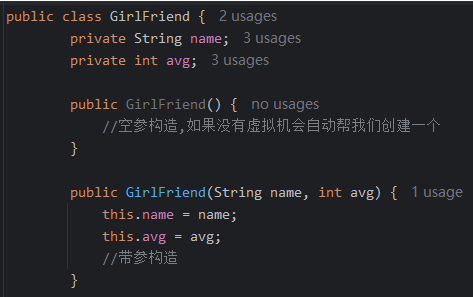 public class GirlFriend {  2 usages
private String name;  3 usages
private int avg;  3 usages
public GirlFriend() {  no usages
//空参构造,如果没有虚拟机会自动帮我们创建一个
}
public GirlFriend(String name, int avg) {  1 usage
this.name = name;
this.avg = avg;
//带参构造
}